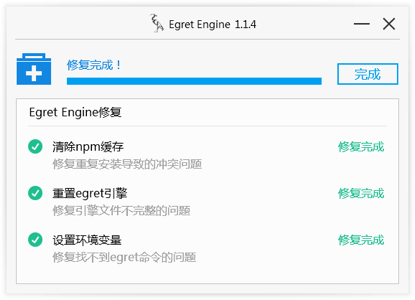 Egret Engine 1.1.4
修复完成！
完成
Egret Engine修复
清除npm缓存
修复完成
修复重复安装导致的冲突问题
重置egret引擎
修复完成
修复引擎文件不完整的问题
设置环境变量
修复完成
修复找不到egret命令的问题